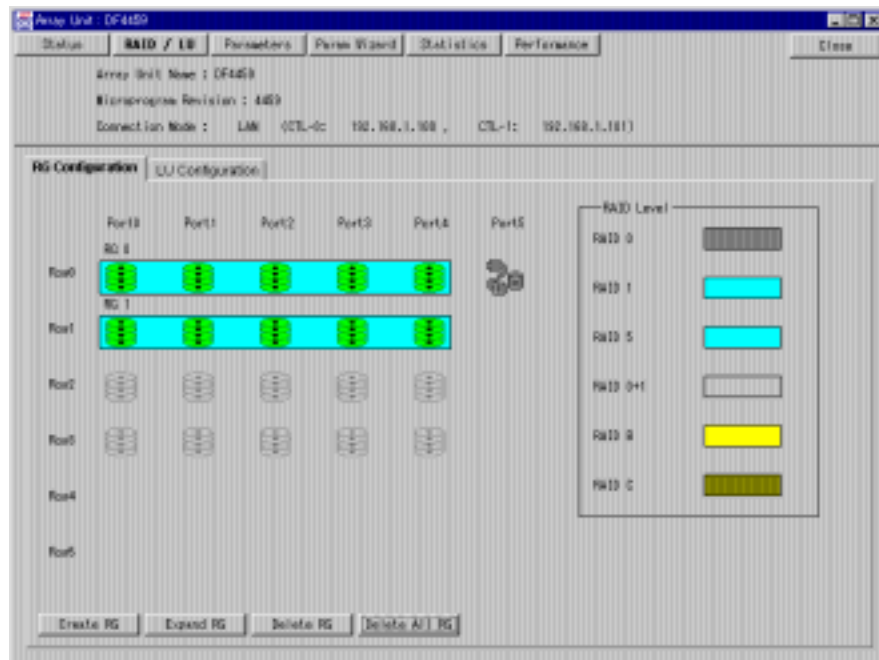 Array Unit : DF4459
Status RAID / LU Parameters Param Wizard Statistics Performance Close
Array Unit Name : DF4459
Microprogram Revision : 4459
Connection Mode : LAN (CTL-0: 192.168.1.100 , CTL-1: 192.168.1.101)
RG Configuration LU Configuration
Port0 Port1 Port2 Port3 Port4 Port5
RG 0
Row0
RG 1
Row1
Row2
Row3
Row4
Row5
RAID Level
RAID 0
RAID 1
RAID 5
RAID 0+1
RAID B
RAID C
Create RG Expand RG Delete RG Delete All RG